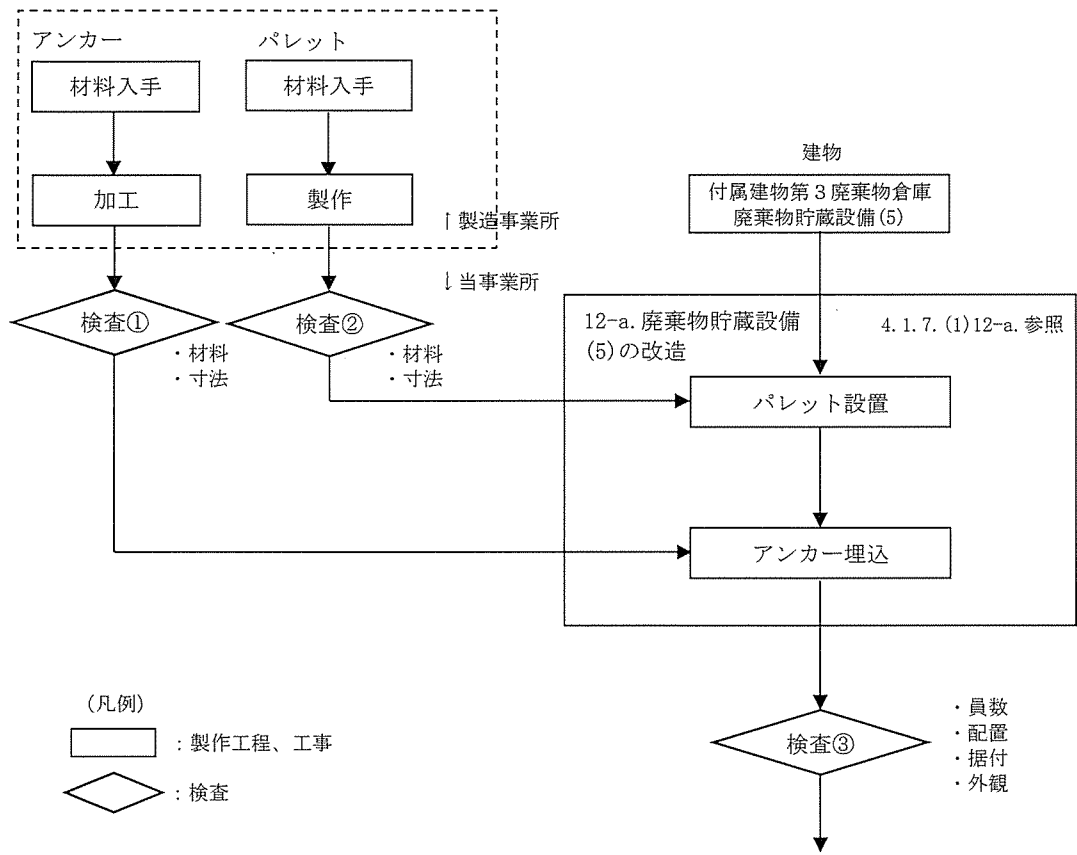 アンカー
パレット
材料入手
材料入手
加工
製作
↑製造事業所
↓当事業所
検査①
・材料
・寸法
検査②
・材料
・寸法
建物
付属建物第3廃棄物倉庫
廃棄物貯蔵設備(5)
12-a.廃棄物貯蔵設備
(5)の改造
4.1.7.(1)12-a.参照
パレット設置
アンカー埋込
検査③
・員数
・配置
・据付
・外観
(凡例)
:製作工程、工事
:検査